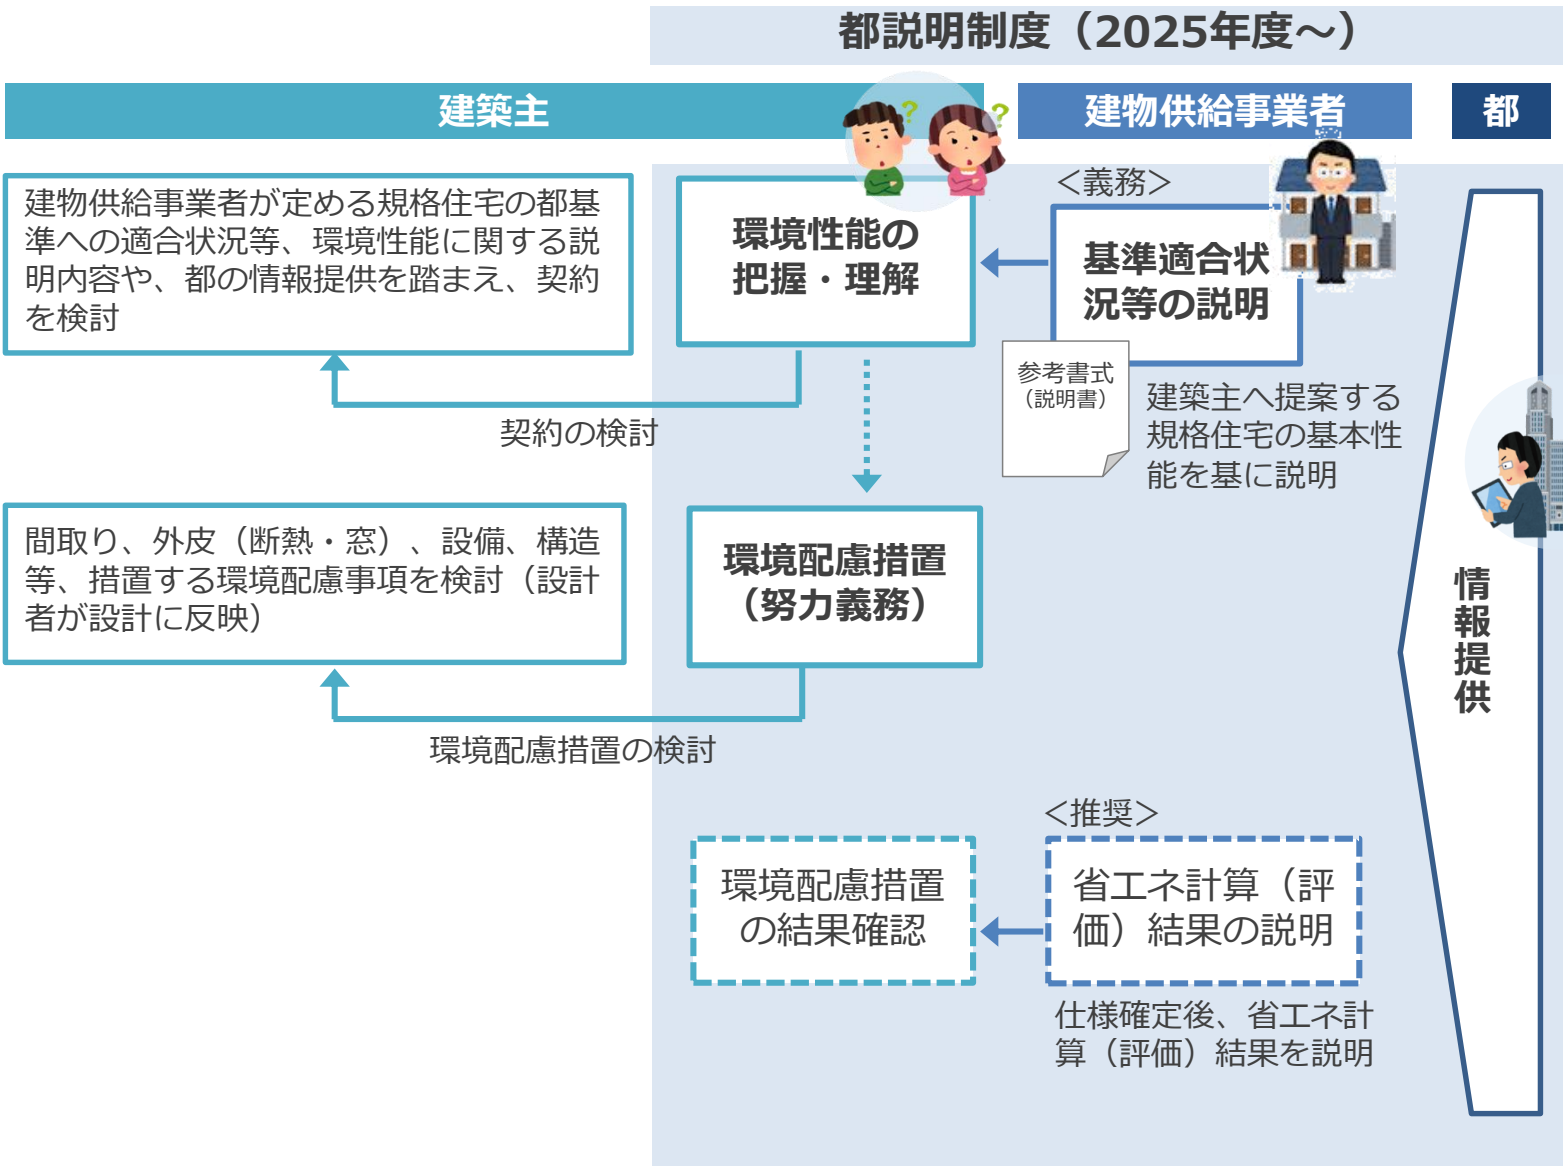 都説明制度（2025年度～）
建築主
建物供給事業者
都
建物供給事業者が定める規格住宅の都基
準への適合状況等、環境性能に関する説
明内容や、都の情報提供を踏まえ、契約
を検討
環境性能の
把握・理解
＜義務＞
基準適合状
況等の説明
参考書式
（説明書）
建築主へ提案する
規格住宅の基本性
能を基に説明
契約の検討
間取り、外皮（断熱・窓）、設備、構造
等、措置する環境配慮事項を検討（設計
者が設計に反映）
環境配慮措置
（努力義務）
環境配慮措置の検討
情報提供
＜推奨＞
環境配慮措置
の結果確認
省エネ計算（評
価）結果の説明
仕様確定後、省エネ計
算（評価）結果を説明
? ?